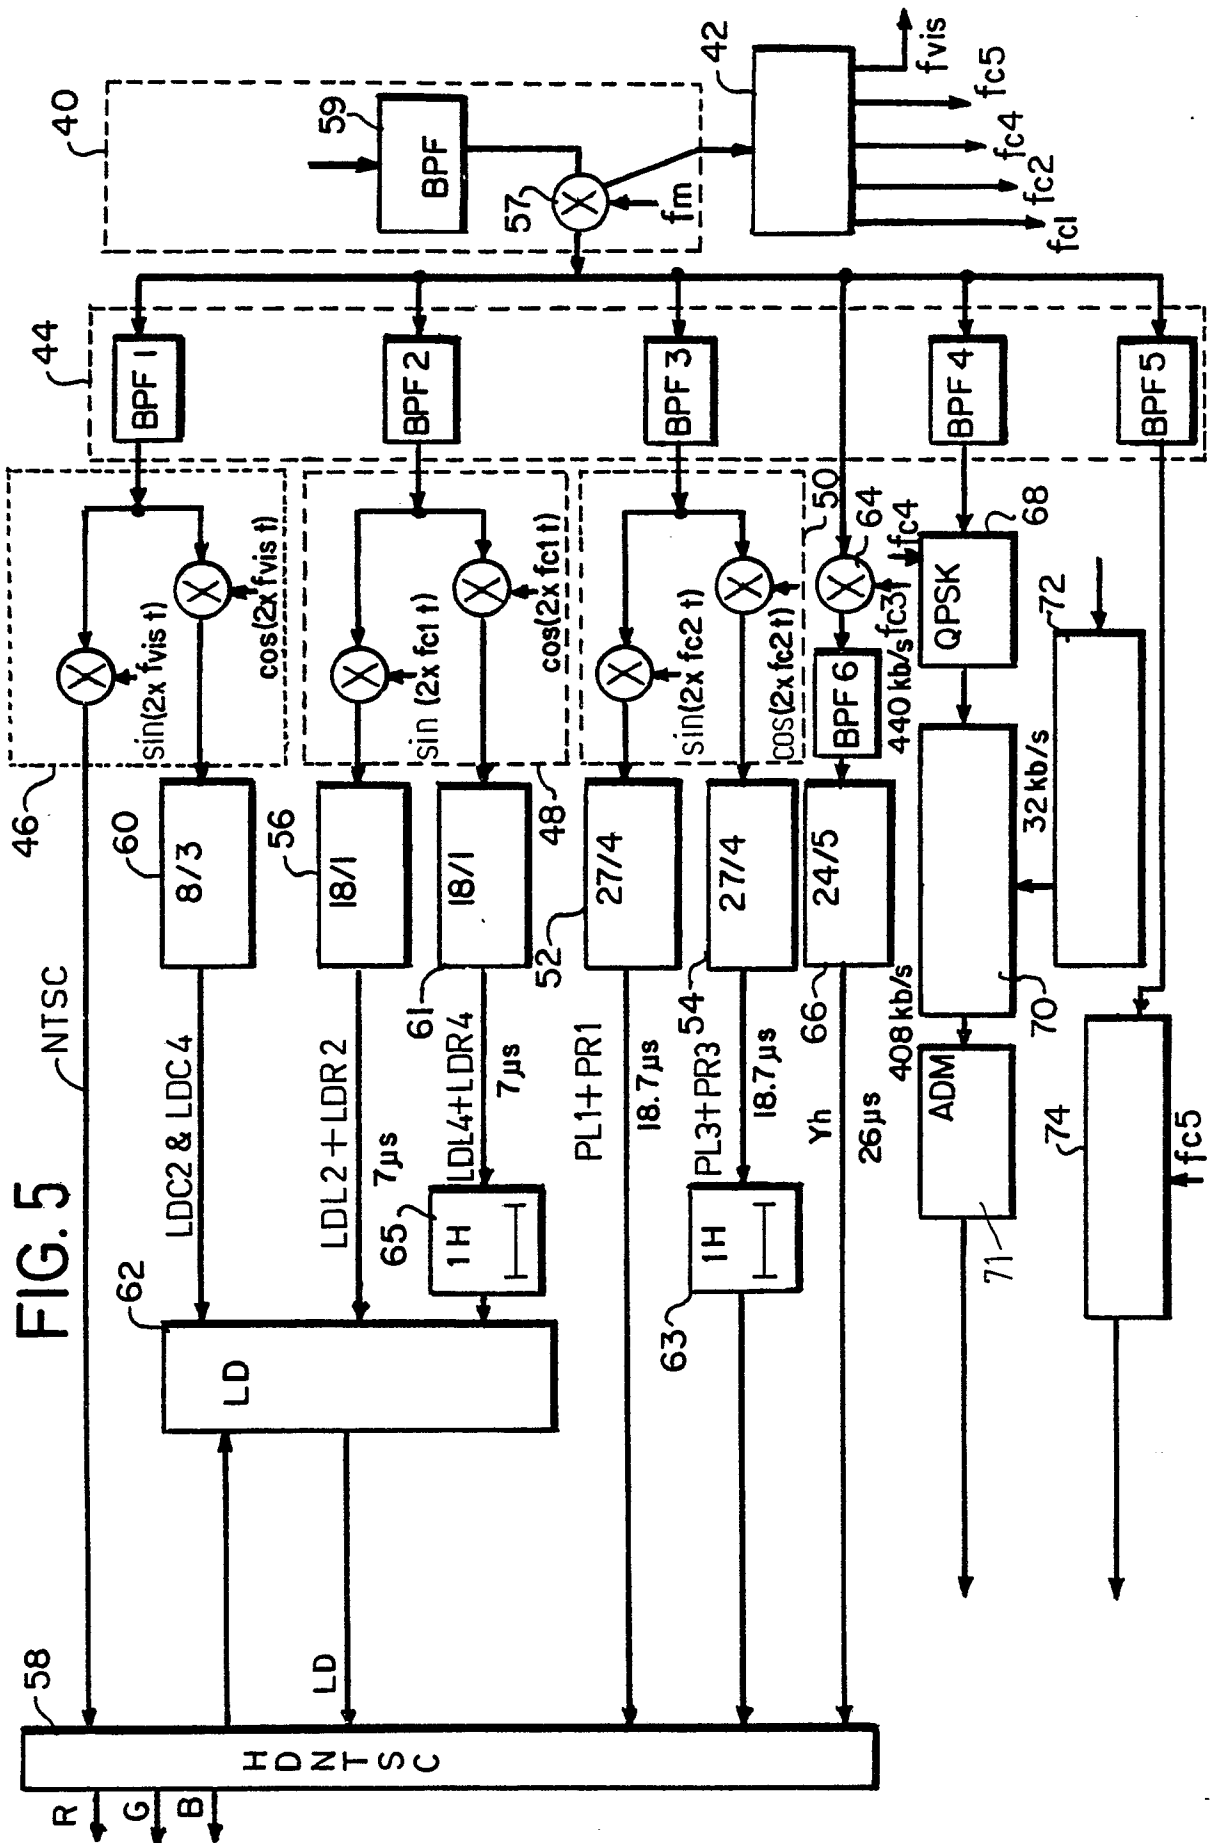 FIG. 5
40
59
BPF
57
fm
42
fvis
fc5
fc4
fc2
fc1
44
BPF 1
BPF 2
BPF 3
BPF 4
BPF 5
46
sin(2x fvis t)
cos(2x fvis t)
48
sin (2x fc1 t)
cos(2x fc1 t)
50
sin(2x fc2 t)
cos(2x fc2 t)
64
fc3
BPF 6
fc4
68
QPSK
440 kb/s
NTSC
60
8/3
LDC2 & LDC4
56
18/1
LDL2 + LDR2
7μs
61
18/1
LDL4+LDR4
7μs
65
1H
62
LD
LD
52
27/4
PL1+PR1
18.7μs
54
27/4
PL3+PR3
18.7μs
63
1H
66
24/5
Yh
26μs
70
408 kb/s
ADM
71
72
32 kb/s
74
fc5
58
HDNTSC
R
G
B